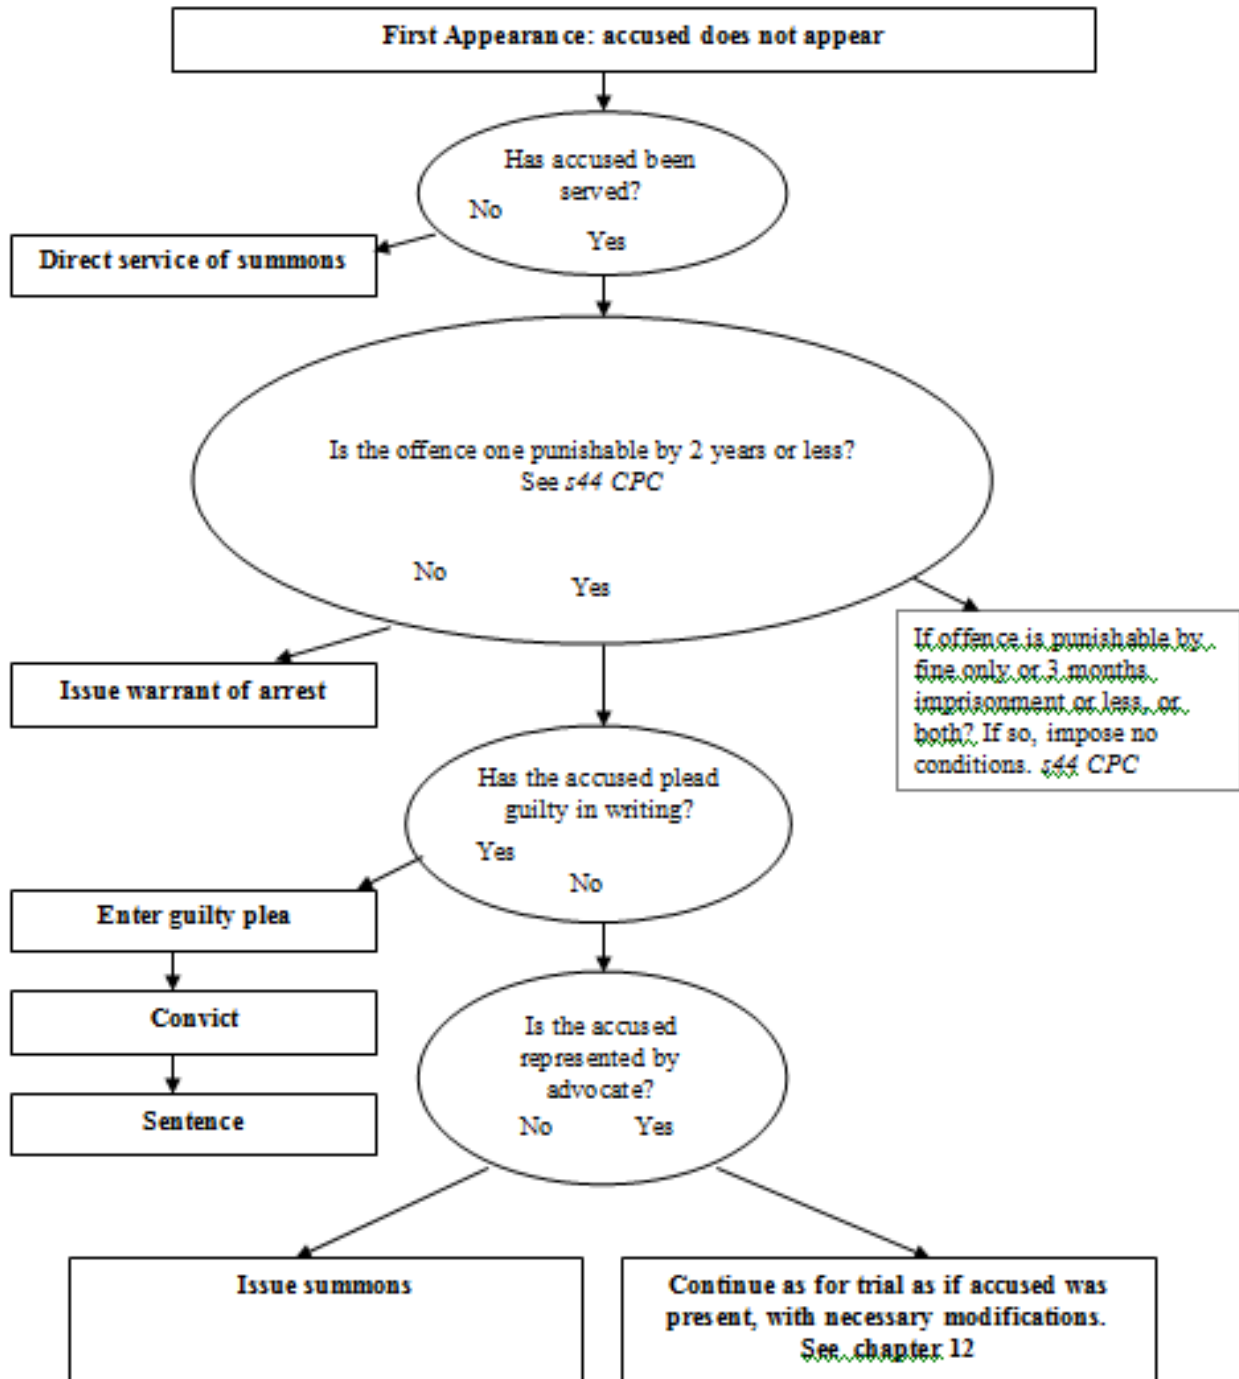 First Appearance: accused does not appear
Has accused been
served?
No
Yes
Direct service of summons
Is the offence one punishable by 2 years or less?
See s44 CPC
No
Yes
Issue warrant of arrest
If offence is punishable by
fine only or 3 months
imprisonment or less, or
both? If so, impose no
conditions. s44 CPC
Has the accused plead
guilty in writing?
Yes
No
Enter guilty plea
Convict
Sentence
Is the accused
represented by
advocate?
No Yes
Issue summons
Continue as for trial as if accused was
present, with necessary modifications.
See chapter 12